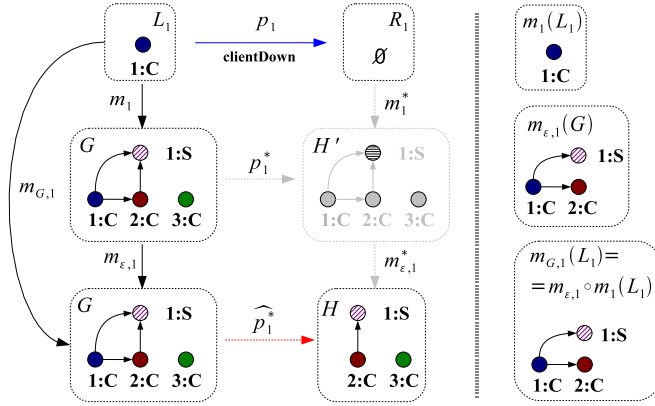 L₁ p₁ R₁ m₁(L₁)
clientDown ∅
1:C 1:C
m₁ m₁*
G H' mε,₁(G)
1:S p₁* 1:S 1:S
mG,₁
1:C 2:C 3:C 1:C 2:C 3:C 1:C 2:C
mε,₁ m*ε,₁
mG,₁(L₁)=
=mε,₁∘m₁(L₁)
G p̂₁* H
1:S 1:S 1:S
1:C 2:C 3:C 2:C 3:C 1:C 2:C